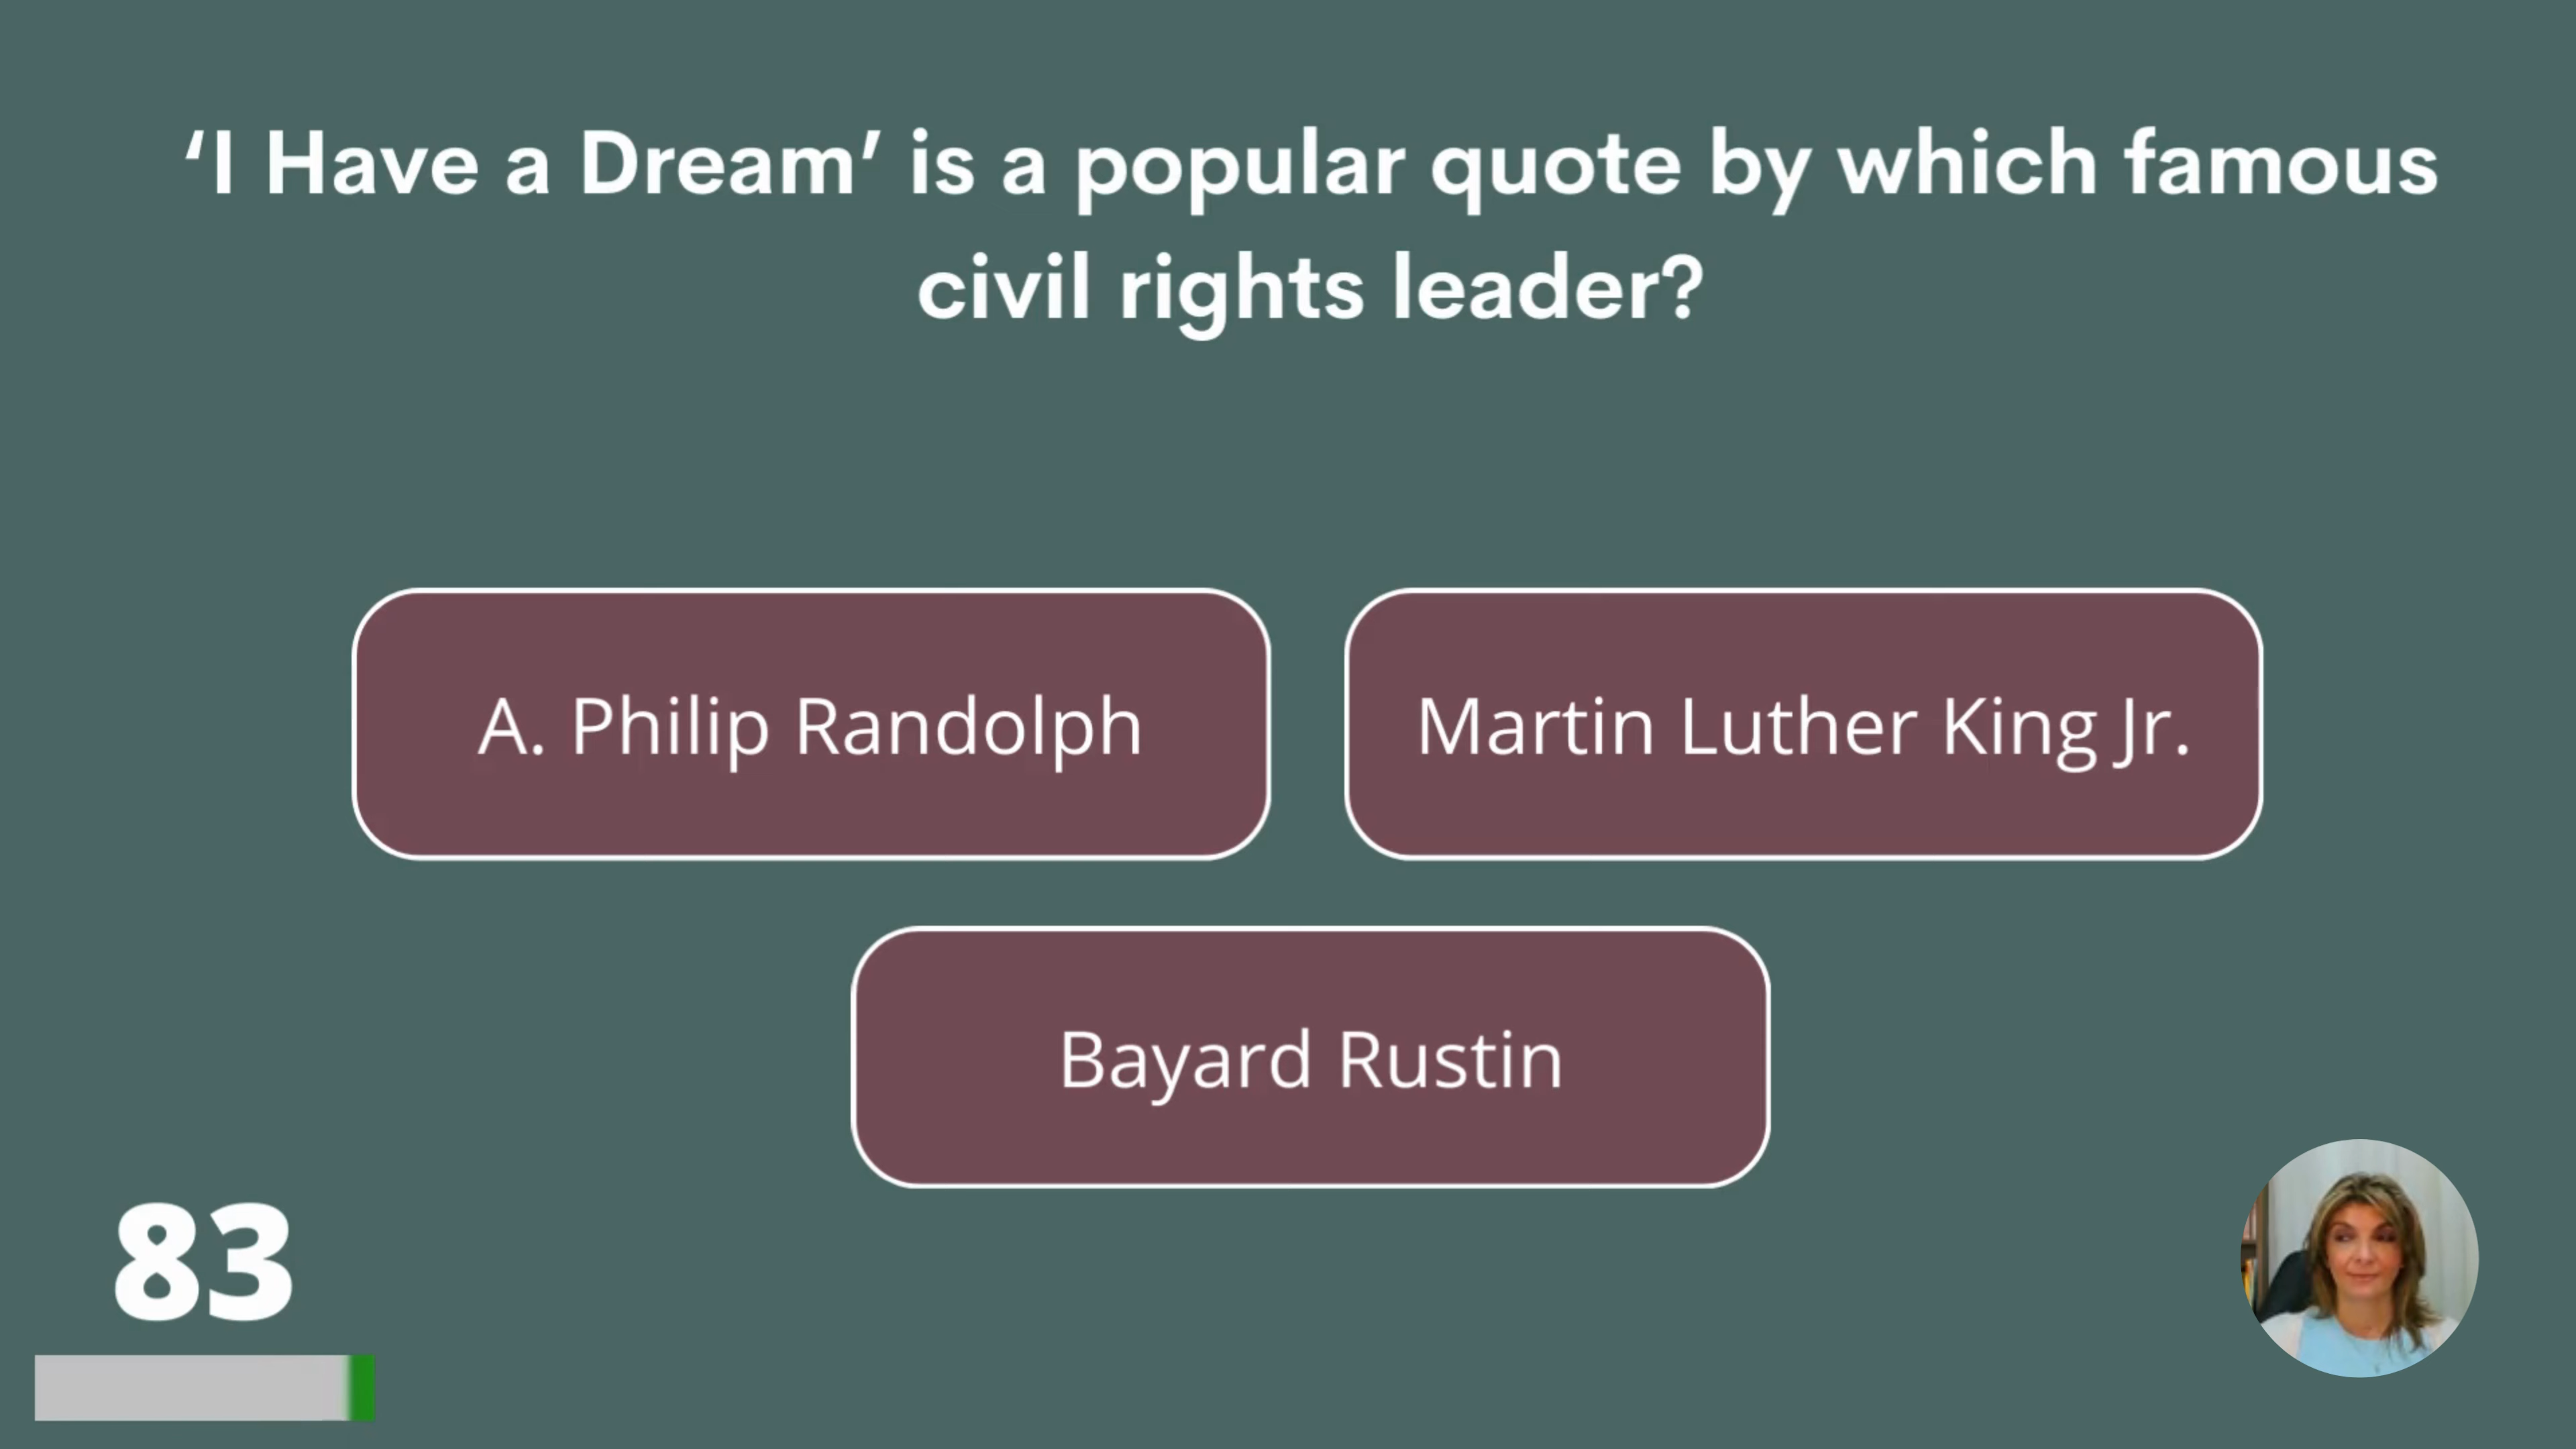 ‘I Have a Dream’ is a popular quote by which famous
civil rights leader?
A. Philip Randolph
Martin Luther King Jr.
Bayard Rustin
83